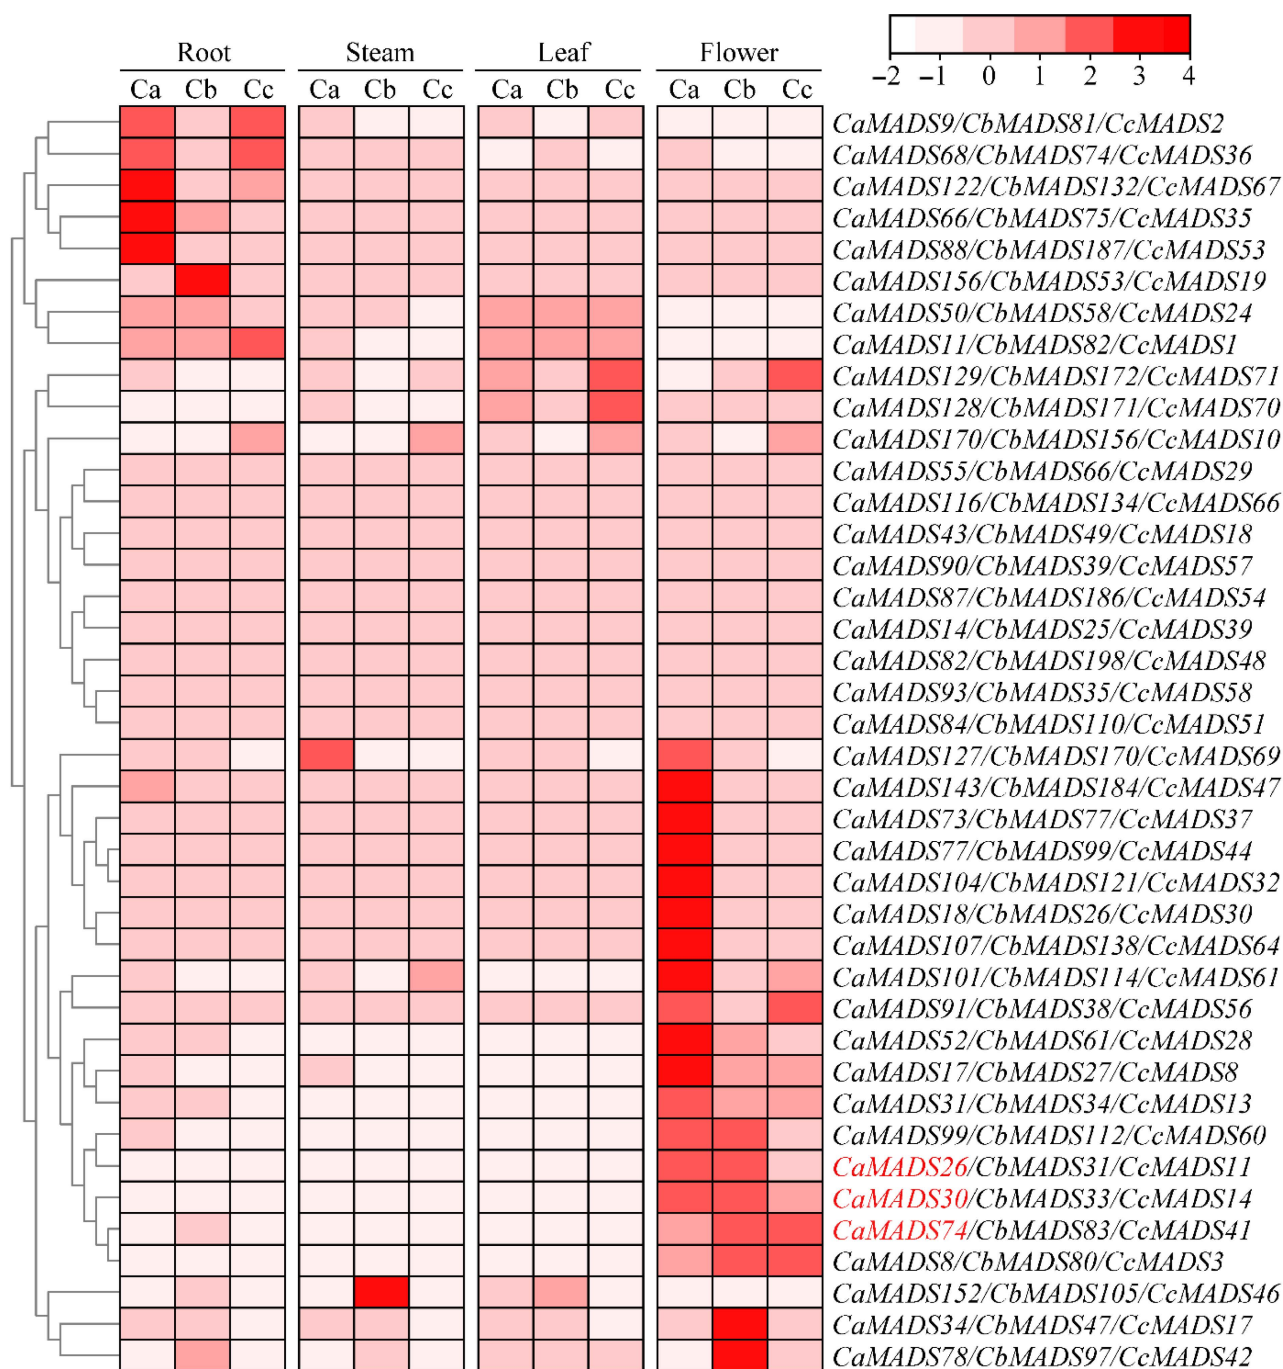 Root Steam Leaf Flower
−2 −1 0 1 2 3 4
Ca Cb Cc Ca Cb Cc Ca Cb Cc Ca Cb Cc
CaMADS9/CbMADS81/CcMADS2
CaMADS68/CbMADS74/CcMADS36
CaMADS122/CbMADS132/CcMADS67
CaMADS66/CbMADS75/CcMADS35
CaMADS88/CbMADS187/CcMADS53
CaMADS156/CbMADS53/CcMADS19
CaMADS50/CbMADS58/CcMADS24
CaMADS11/CbMADS82/CcMADS1
CaMADS129/CbMADS172/CcMADS71
CaMADS128/CbMADS171/CcMADS70
CaMADS170/CbMADS156/CcMADS10
CaMADS55/CbMADS66/CcMADS29
CaMADS116/CbMADS134/CcMADS66
CaMADS43/CbMADS49/CcMADS18
CaMADS90/CbMADS39/CcMADS57
CaMADS87/CbMADS186/CcMADS54
CaMADS14/CbMADS25/CcMADS39
CaMADS82/CbMADS198/CcMADS48
CaMADS93/CbMADS35/CcMADS58
CaMADS84/CbMADS110/CcMADS51
CaMADS127/CbMADS170/CcMADS69
CaMADS143/CbMADS184/CcMADS47
CaMADS73/CbMADS77/CcMADS37
CaMADS77/CbMADS99/CcMADS44
CaMADS104/CbMADS121/CcMADS32
CaMADS18/CbMADS26/CcMADS30
CaMADS107/CbMADS138/CcMADS64
CaMADS101/CbMADS114/CcMADS61
CaMADS91/CbMADS38/CcMADS56
CaMADS52/CbMADS61/CcMADS28
CaMADS17/CbMADS27/CcMADS8
CaMADS31/CbMADS34/CcMADS13
CaMADS99/CbMADS112/CcMADS60
CaMADS26/CbMADS31/CcMADS11
CaMADS30/CbMADS33/CcMADS14
CaMADS74/CbMADS83/CcMADS41
CaMADS8/CbMADS80/CcMADS3
CaMADS152/CbMADS105/CcMADS46
CaMADS34/CbMADS47/CcMADS17
CaMADS78/CbMADS97/CcMADS42